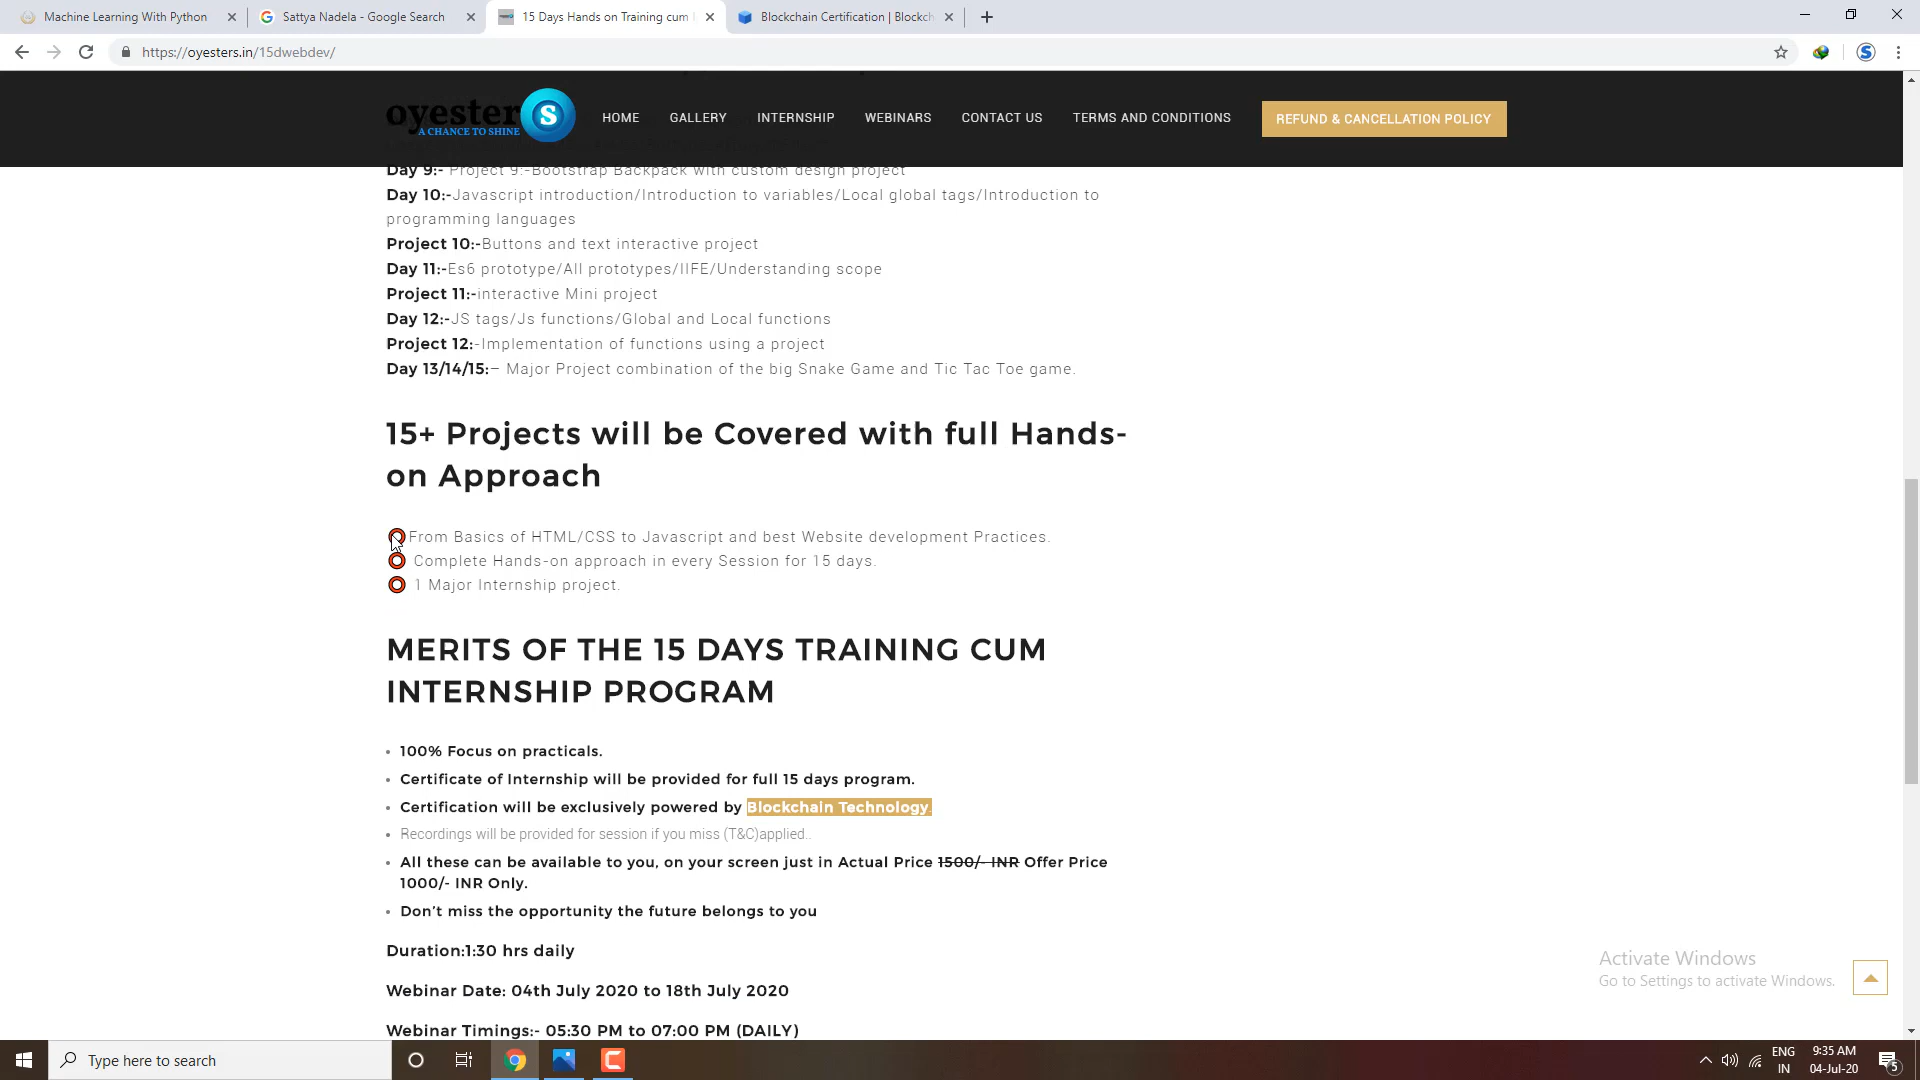 Machine Learning With Python
Sattya Nadela - Google Search
15 Days Hands on Training cum
Blockchain Certification | Blockch
https://oyesters.in/15dwebdev/
oyester S
A CHANCE TO SHINE
HOME
GALLERY
INTERNSHIP
WEBINARS
CONTACT US
TERMS AND CONDITIONS
REFUND & CANCELLATION POLICY
Day 9:- Project 9:-Bootstrap Backpack with custom design project
Day 10:-Javascript introduction/Introduction to variables/Local global tags/Introduction to
programming languages
Project 10:-Buttons and text interactive project
Day 11:-Es6 prototype/All prototypes/IIFE/Understanding scope
Project 11:-interactive Mini project
Day 12:-JS tags/Js functions/Global and Local functions
Project 12:-Implementation of functions using a project
Day 13/14/15:– Major Project combination of the big Snake Game and Tic Tac Toe game.
15+ Projects will be Covered with full Hands-
on Approach
From Basics of HTML/CSS to Javascript and best Website development Practices.
Complete Hands-on approach in every Session for 15 days.
1 Major Internship project.
MERITS OF THE 15 DAYS TRAINING CUM
INTERNSHIP PROGRAM
100% Focus on practicals.
Certificate of Internship will be provided for full 15 days program.
Certification will be exclusively powered by Blockchain Technology.
Recordings will be provided for session if you miss (T&C)applied..
All these can be available to you, on your screen just in Actual Price 1500/- INR Offer Price
1000/- INR Only.
Don’t miss the opportunity the future belongs to you
Duration:1:30 hrs daily
Webinar Date: 04th July 2020 to 18th July 2020
Webinar Timings:- 05:30 PM to 07:00 PM (DAILY)
Activate Windows
Go to Settings to activate Windows.
Type here to search
ENG
IN
9:35 AM
04-Jul-20
5